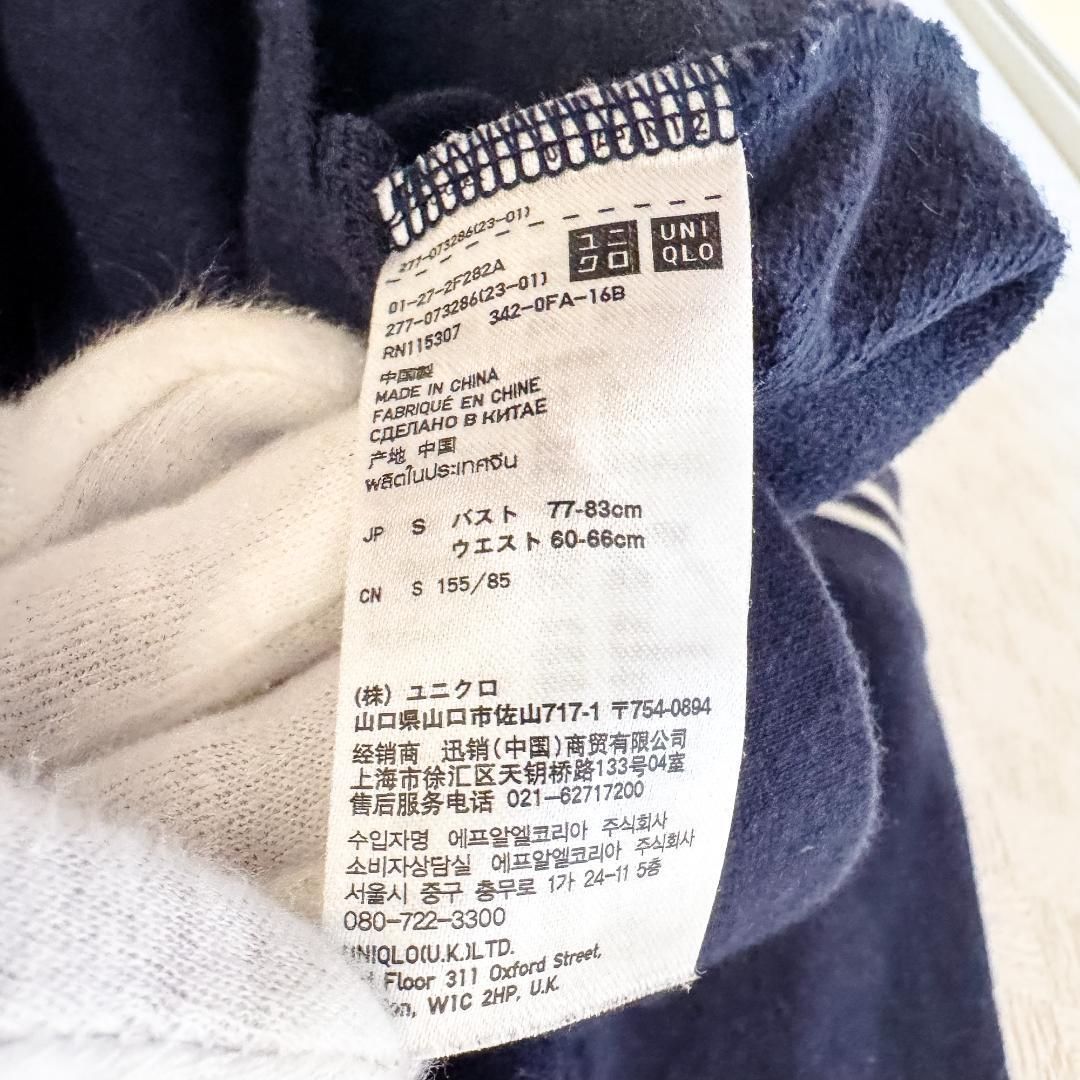 277-073286(23-01)
ユニクロ
UNIQLO
01-27-2F282A
277-073286(23-01)
RN115307 342-0FA-16B
中国製
MADE IN CHINA
FABRIQUÉ EN CHINE
СДЕЛАНО В КИТАЕ
产地 中国
ผลิตในประเทศจีน
JP S バスト 77-83cm
ウエスト 60-66cm
CN S 155/85
(株) ユニクロ
山口県山口市佐山717-1 〒754-0894
经销商 迅销(中国)商贸有限公司
上海市徐汇区天钥桥路133号04室
售后服务电话 021-62717200
수입자명 에프알엘코리아 주식회사
소비자상담실 에프알엘코리아 주식회사
서울시 중구 충무로 1가 24-11 5층
080-722-3300
UNIQLO(U.K.)LTD.
Floor 311 Oxford Street,
W1C 2HP, U.K.